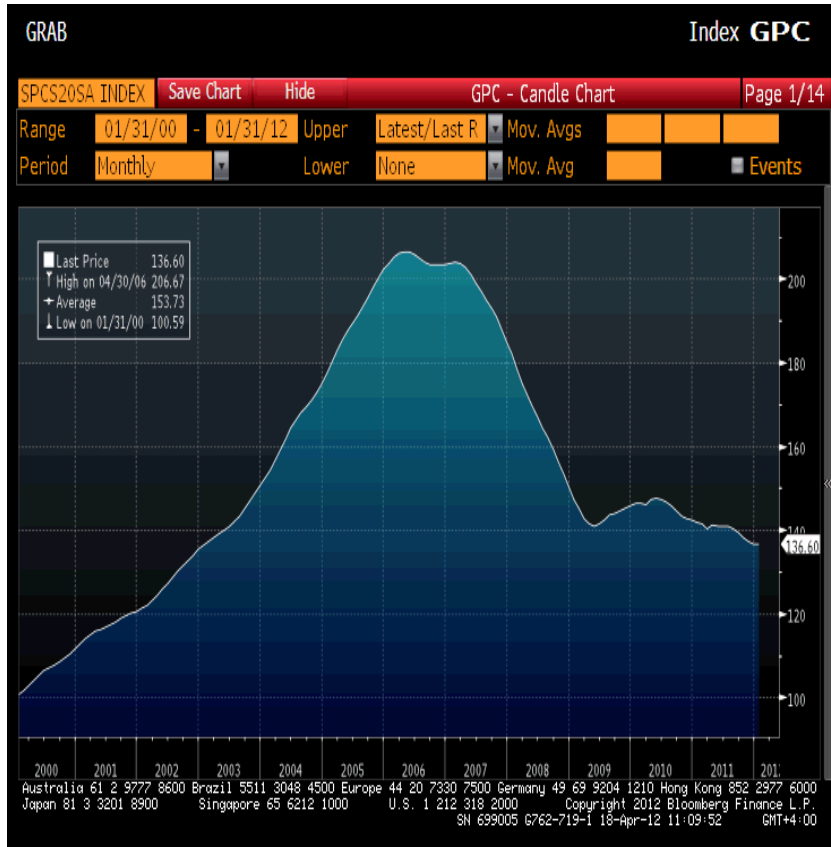 GRAB Index GPC
SPCS20SA INDEX Save Chart Hide GPC - Candle Chart Page 1/14
Range 01/31/00 - 01/31/12 Upper Latest/Last R Mov. Avgs
Period Monthly Lower None Mov. Avg Events
Last Price 136.60
High on 04/30/06 206.67
Average 153.73
Low on 01/31/00 100.59
200
180
160
140
136.60
120
100
2000 2001 2002 2003 2004 2005 2006 2007 2008 2009 2010 2011 201
Australia 61 2 9777 8600 Brazil 5511 3048 4500 Europe 44 20 7330 7500 Germany 49 69 9204 1210 Hong Kong 852 2977 6000
Japan 81 3 3201 8900 Singapore 65 6212 1000 U.S. 1 212 318 2000 Copyright 2012 Bloomberg Finance L.P.
SN 699005 G762-719-1 18-Apr-12 11:09:52 GMT+4:00